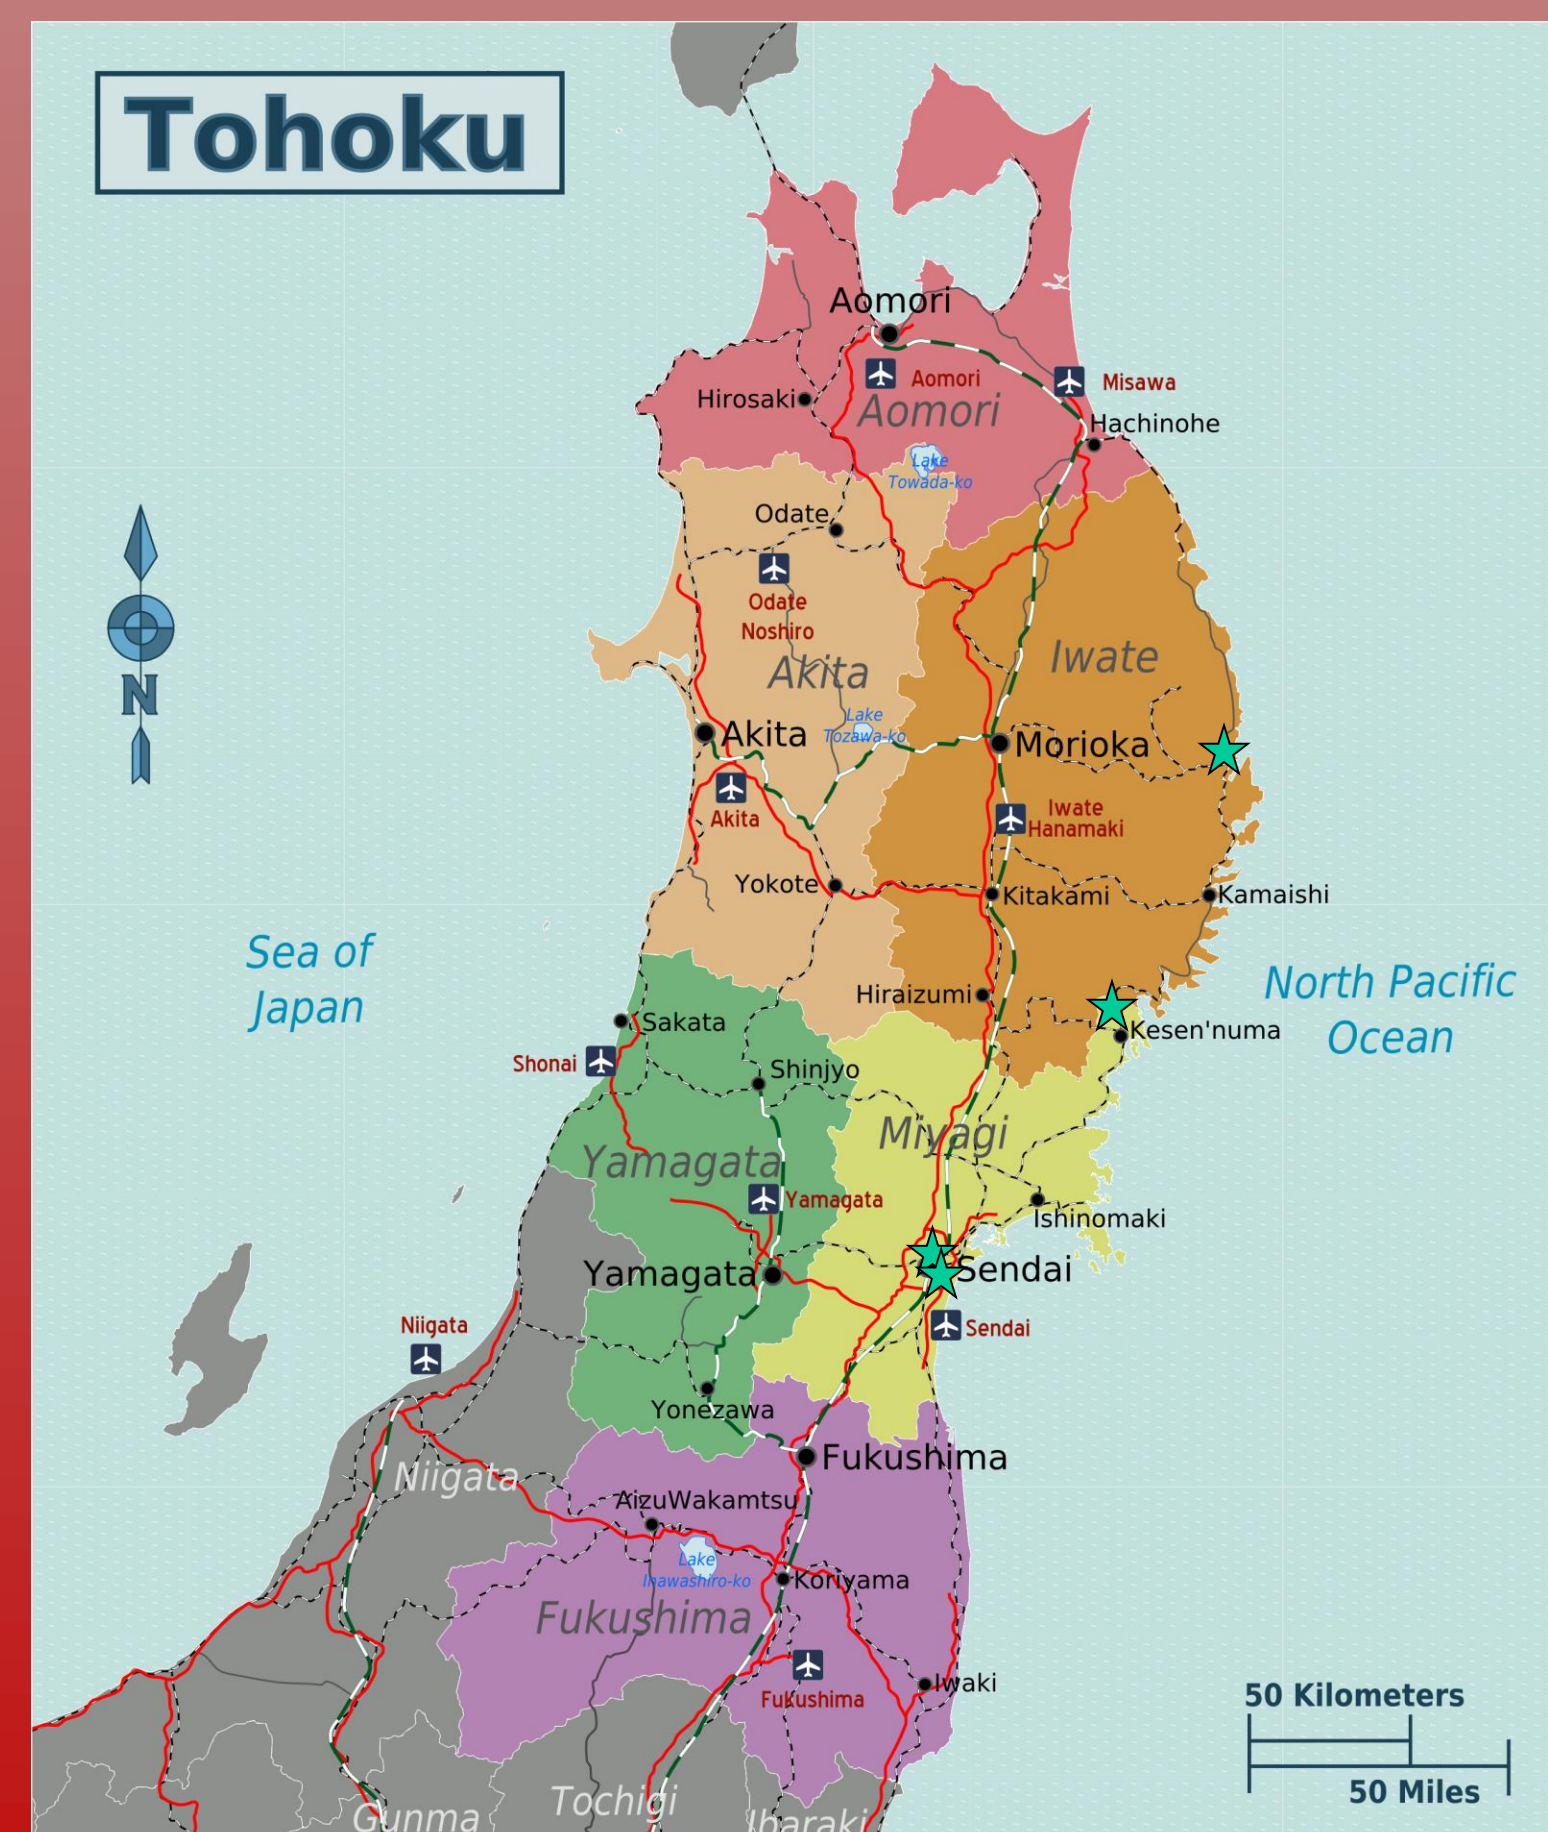 Tohoku
Aomori
Aomori
Misawa
Hirosaki
Aomori
Hachinohe
Lake
Towada-ko
Odate
Odate
Noshiro
Akita
Iwate
N
Lake
Tozawa-ko
Akita
Morioka
Akita
Iwate
Hanamaki
Yokote
Kitakami
Kamaishi
Sea of
Japan
North Pacific
Ocean
Hiraizumi
Sakata
Kesen'numa
Shonai
Shinjyo
Miyagi
Yamagata
Yamagata
Ishinomaki
Yamagata
Sendai
Niigata
Sendai
Yonezawa
Fukushima
Niigata
AizuWakamtsu
Lake
Inawashiro-ko
Koriyama
Fukushima
Iwaki
Fukushima
50 Kilometers
50 Miles
Tochigi
Gunma
Ibaraki